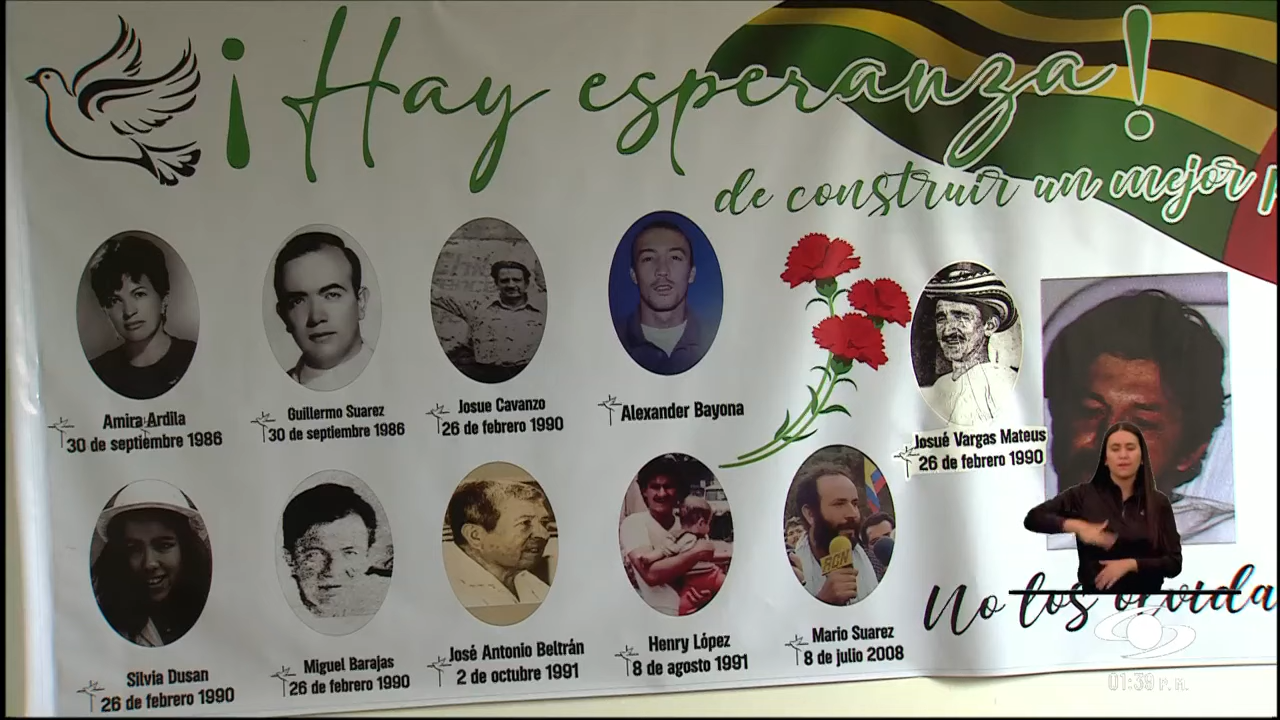 ¡Hay esperanza!
de construir un mejor
Amira Ardila
30 de septiembre 1986
Guillermo Suarez
30 de septiembre 1986
Josue Cavanzo
26 de febrero 1990
Alexander Bayona
Josué Vargas Mateus
26 de febrero 1990
Silvia Dusan
26 de febrero 1990
Miguel Barajas
26 de febrero 1990
José Antonio Beltrán
2 de octubre 1991
Henry López
8 de agosto 1991
RCN
Mario Suarez
8 de julio 2008
No los olvida
01:39 P. M.